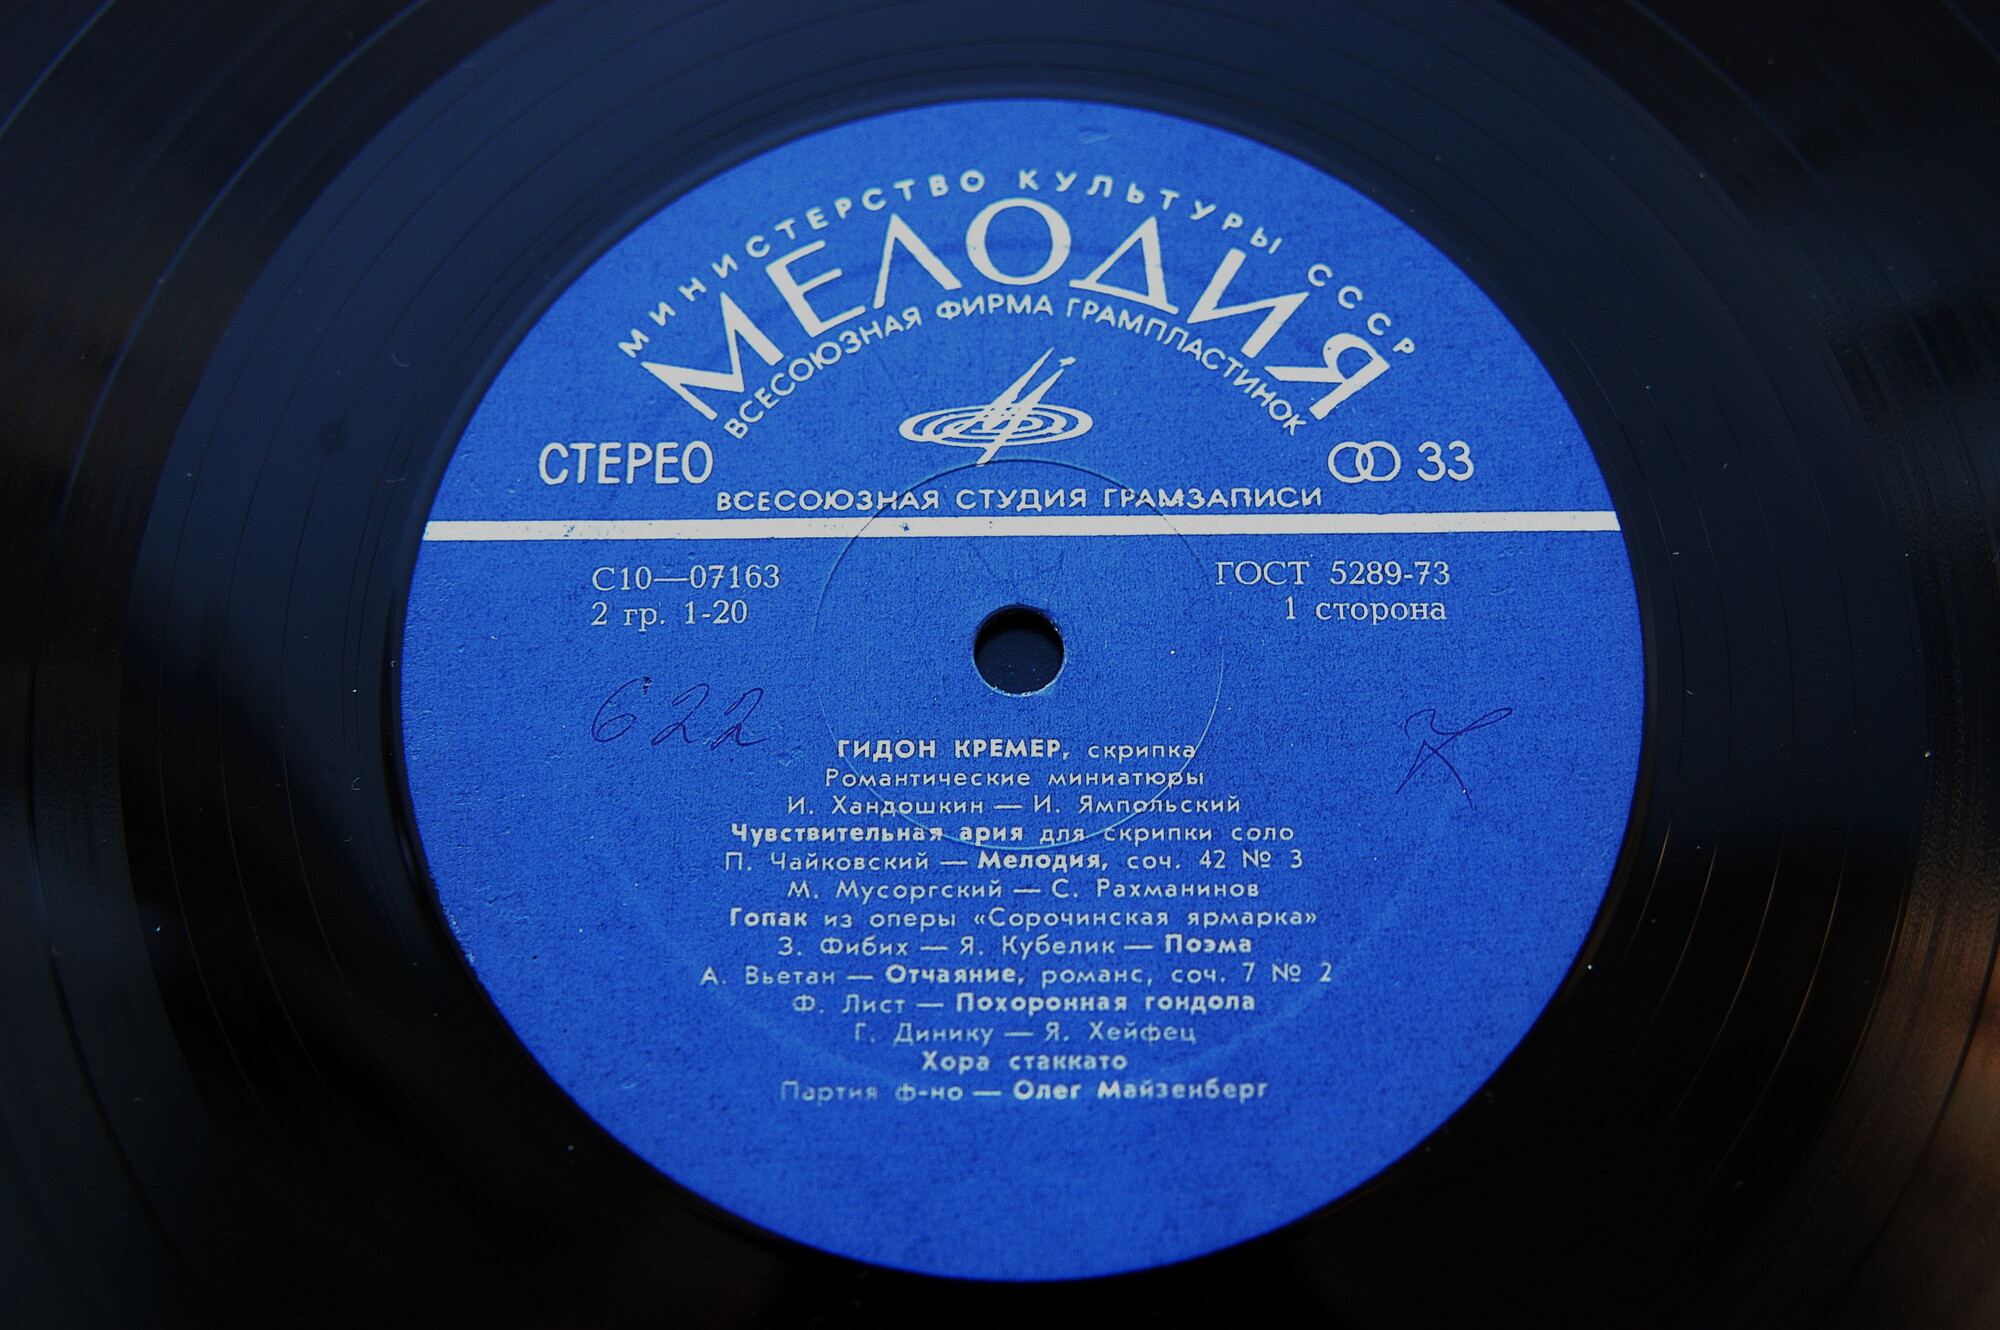 МИНИСТЕРСТВО КУЛЬТУРЫ СССР
МЕЛОДИЯ
ВСЕСОЮЗНАЯ ФИРМА ГРАМПЛАСТИНОК
СТЕРЕО
33
ВСЕСОЮЗНАЯ СТУДИЯ ГРАМЗАПИСИ
С10—07163
ГОСТ 5289-73
2 гр. 1-20
1 сторона
622
ГИДОН КРЕМЕР, скрипка
Романтические миниатюры
И. Хандошкин — И. Ямпольский
Чувствительная ария для скрипки соло
П. Чайковский — Мелодия, соч. 42 № 3
М. Мусоргский — С. Рахманинов
Гопак из оперы «Сорочинская ярмарка»
З. Фибих — Я. Кубелик — Поэма
А. Вьетан — Отчаяние, романс, соч. 7 № 2
Ф. Лист — Похоронная гондола
Г. Динику — Я. Хейфец
Хора стаккато
Партия ф-но — Олег Майзенберг